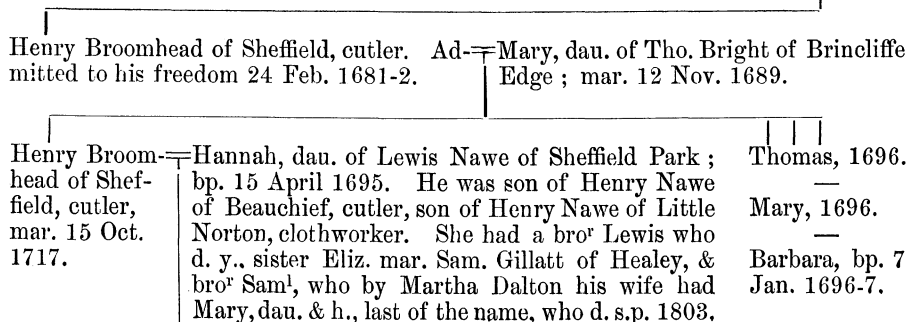 Henry Broomhead of Sheffield, cutler. Ad-
mitted to his freedom 24 Feb. 1681-2.
Mary, dau. of Tho. Bright of Brincliffe
Edge ; mar. 12 Nov. 1689.
Henry Broom-
head of Shef-
field, cutler,
mar. 15 Oct.
1717.
Hannah, dau. of Lewis Nawe of Sheffield Park ;
bp. 15 April 1695. He was son of Henry Nawe
of Beauchief, cutler, son of Henry Nawe of Little
Norton, clothworker. She had a broʳ Lewis who
d. y., sister Eliz. mar. Sam. Gillatt of Healey, &
broʳ Samˡ, who by Martha Dalton his wife had
Mary, dau. & h., last of the name, who d. s.p. 1803,
Thomas, 1696.
—
Mary, 1696.
—
Barbara, bp. 7
Jan. 1696-7.